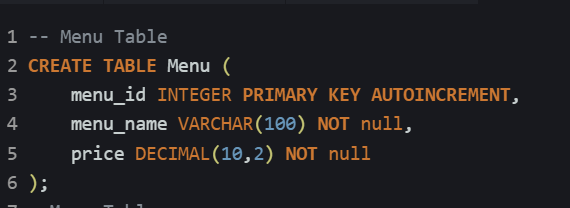 1 -- Menu Table
2 CREATE TABLE Menu (
3 menu_id INTEGER PRIMARY KEY AUTOINCREMENT,
4 menu_name VARCHAR(100) NOT null,
5 price DECIMAL(10,2) NOT null
6 );